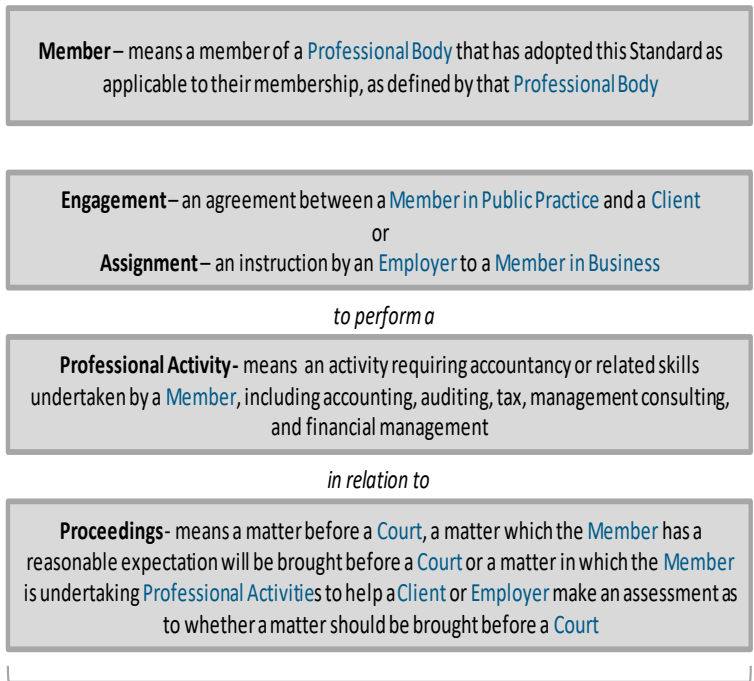 Member – means a member of a Professional Body that has adopted this Standard as
applicable to their membership, as defined by that Professional Body
Engagement – an agreement between a Member in Public Practice and a Client
or
Assignment – an instruction by an Employer to a Member in Business
to perform a
Professional Activity - means an activity requiring accountancy or related skills
undertaken by a Member, including accounting, auditing, tax, management consulting,
and financial management
in relation to
Proceedings - means a matter before a Court, a matter which the Member has a
reasonable expectation will be brought before a Court or a matter in which the Member
is undertaking Professional Activities to help a Client or Employer make an assessment as
to whether a matter should be brought before a Court